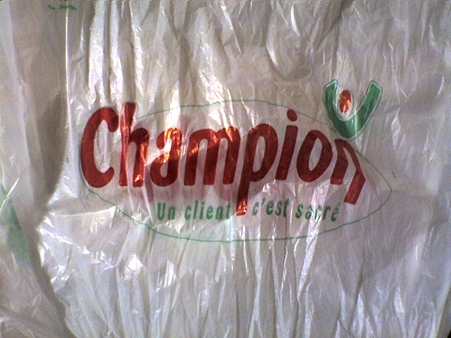 Champion
Un client c'est sacré